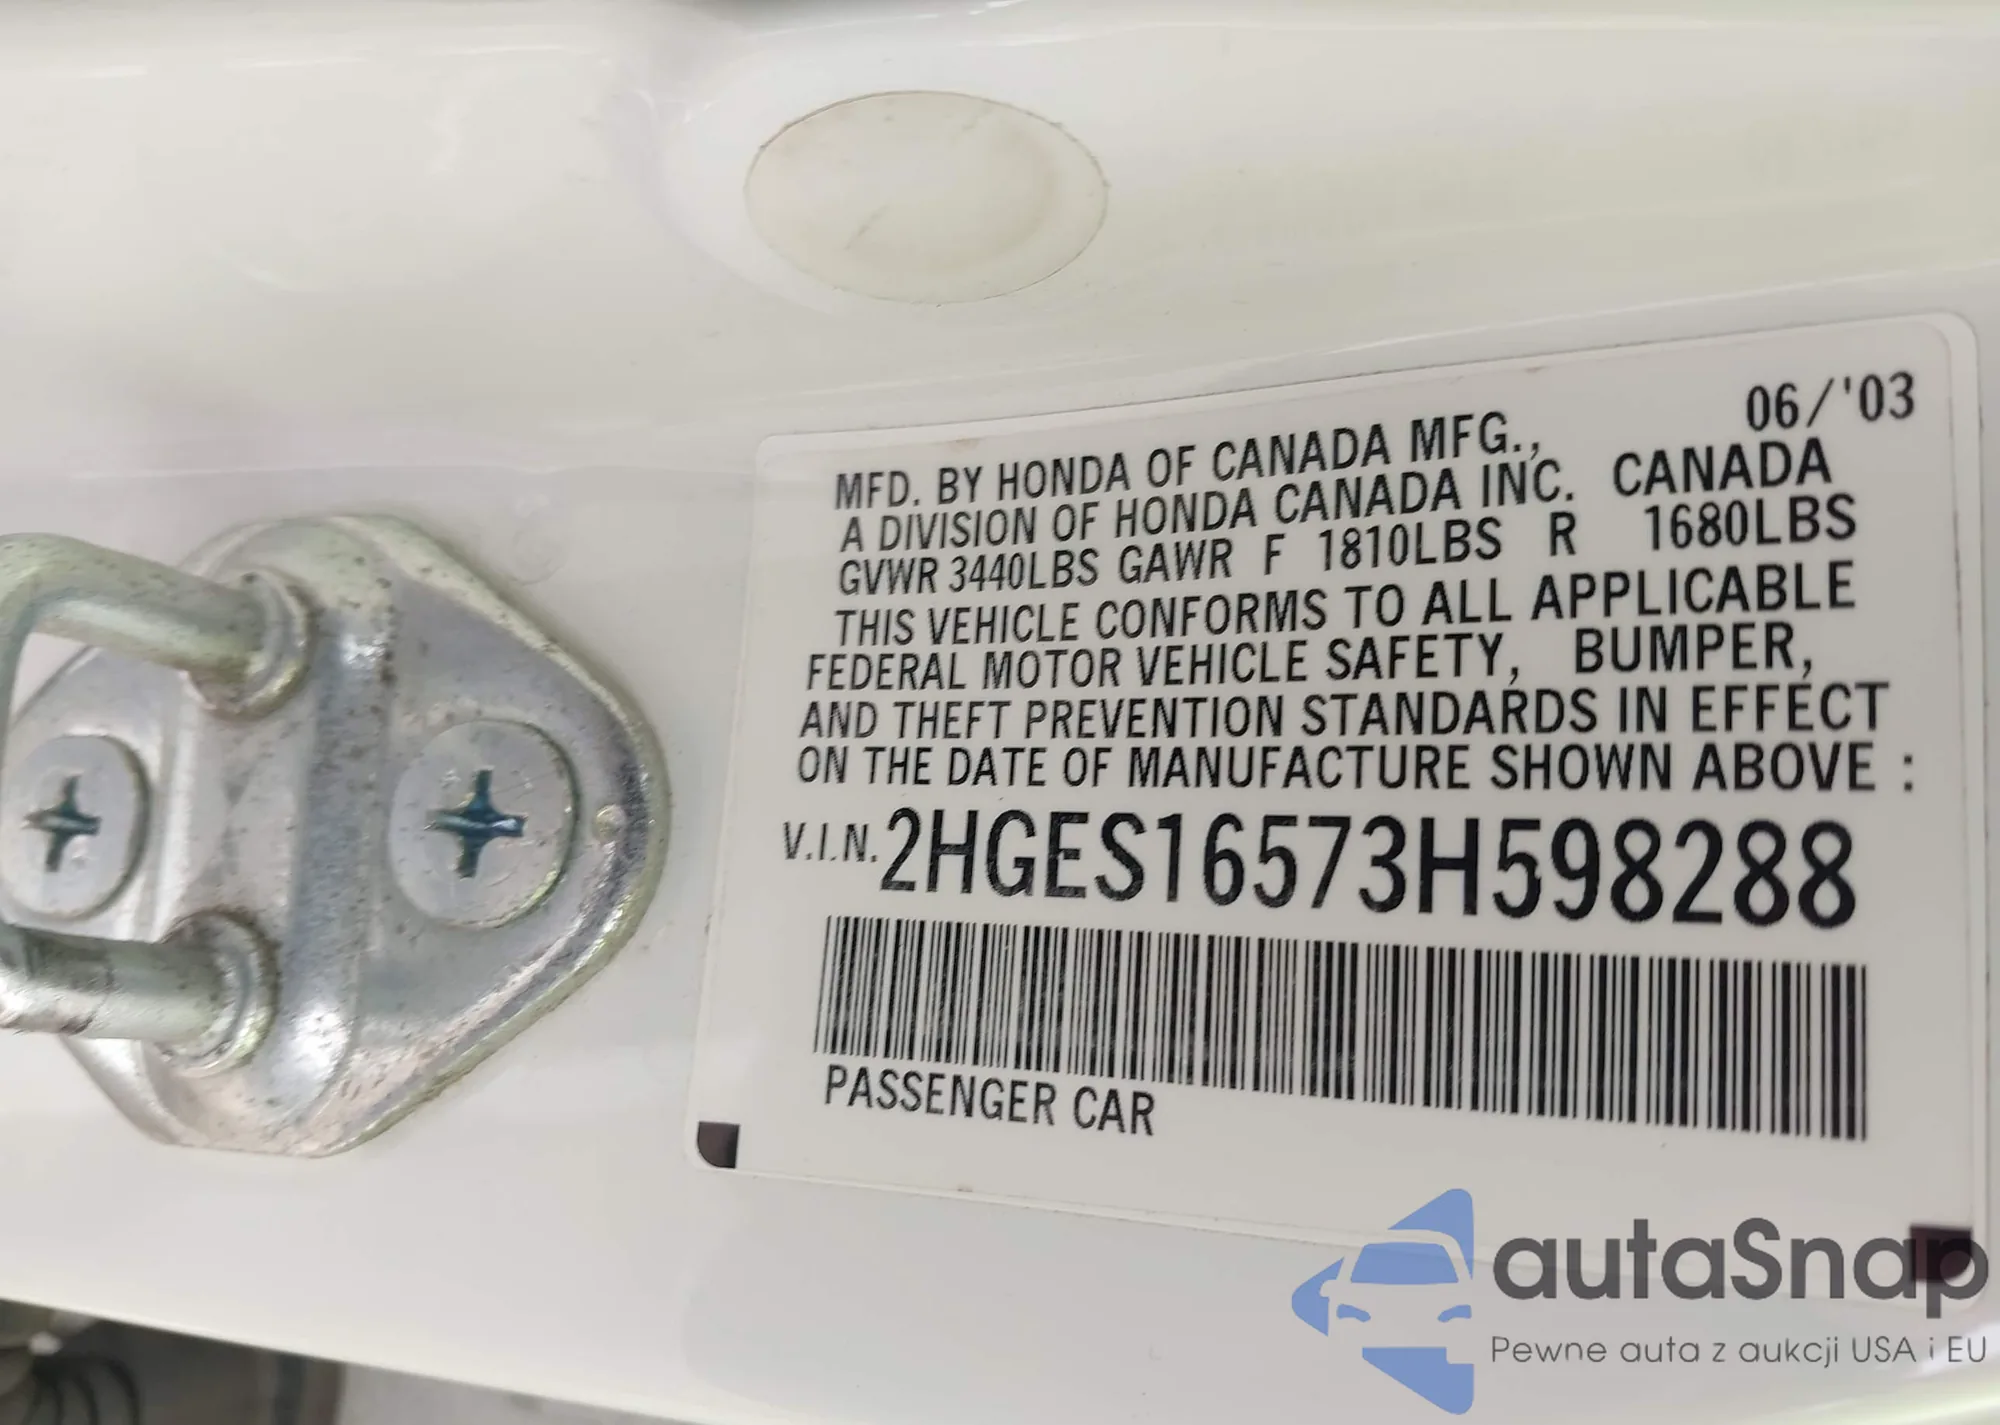 06/'03
MFD. BY HONDA OF CANADA MFG.,
A DIVISION OF HONDA CANADA INC. CANADA
GVWR 3440LBS GAWR F 1810LBS R 1680LBS
THIS VEHICLE CONFORMS TO ALL APPLICABLE
FEDERAL MOTOR VEHICLE SAFETY, BUMPER,
AND THEFT PREVENTION STANDARDS IN EFFECT
ON THE DATE OF MANUFACTURE SHOWN ABOVE :
V.I.N. 2HGES16573H598288
PASSENGER CAR
autaSnap
Pewne auta z aukcji USA i EU